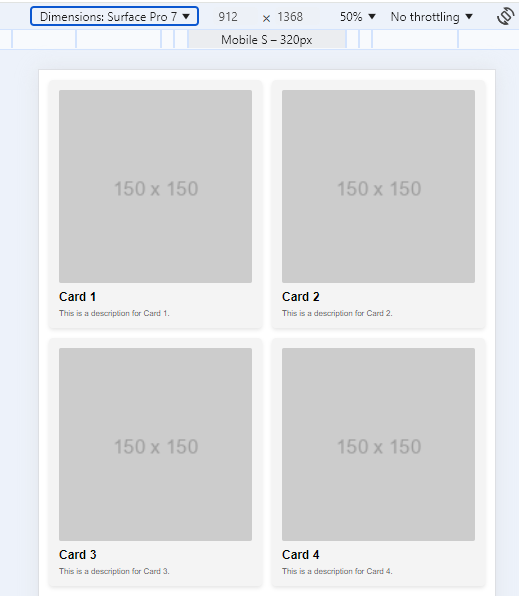 Dimensions: Surface Pro 7 ▼ 912 × 1368 50% ▼ No throttling ▼
Mobile S – 320px
150 x 150 150 x 150
Card 1 Card 2
This is a description for Card 1. This is a description for Card 2.
150 x 150 150 x 150
Card 3 Card 4
This is a description for Card 3. This is a description for Card 4.